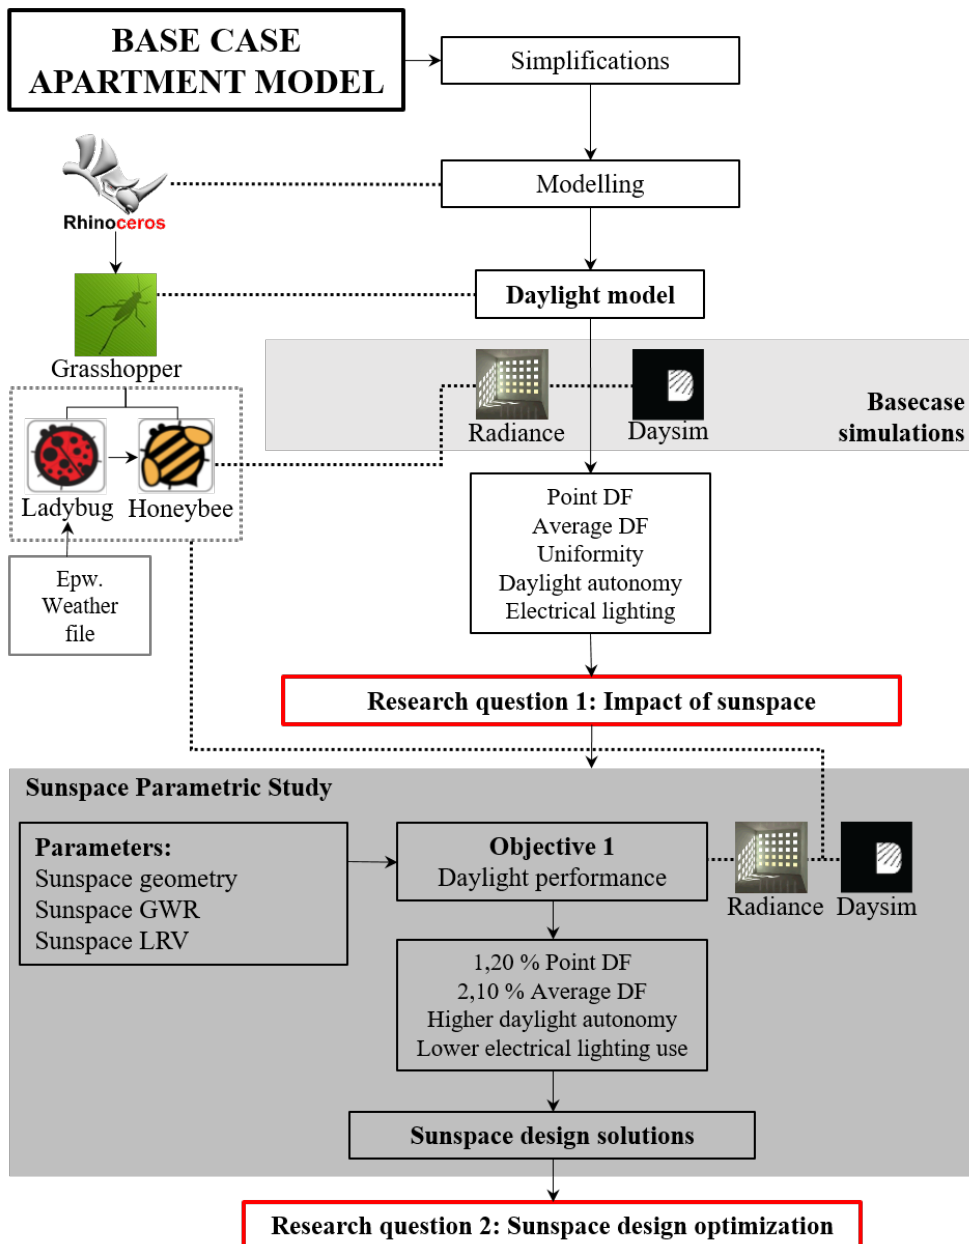 BASE CASE
APARTMENT MODEL
Simplifications
Modelling
Rhinoceros
Daylight model
Grasshopper
Radiance
Daysim
Basecase
simulations
Ladybug
Honeybee
Epw.
Weather
file
Point DF
Average DF
Uniformity
Daylight autonomy
Electrical lighting
Research question 1: Impact of sunspace
Sunspace Parametric Study
Parameters:
Sunspace geometry
Sunspace GWR
Sunspace LRV
Objective 1
Daylight performance
Radiance
Daysim
1,20 % Point DF
2,10 % Average DF
Higher daylight autonomy
Lower electrical lighting use
Sunspace design solutions
Research question 2: Sunspace design optimization